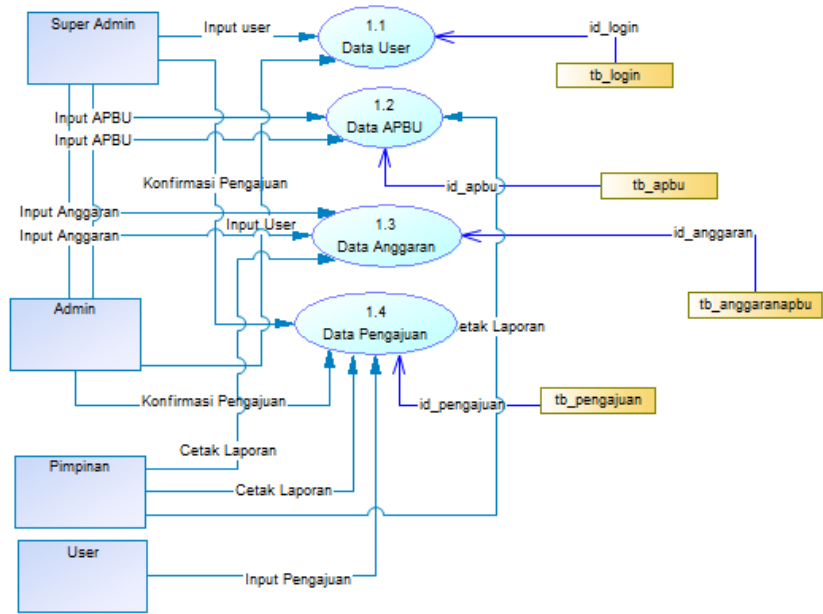 Super Admin
Input user
1.1
Data User
id_login
tb_login
Input APBU
Input APBU
1.2
Data APBU
Konfirmasi Pengajuan
id_apbu
tb_apbu
Input Anggaran
Input User
Input Anggaran
1.3
Data Anggaran
id_anggaran
tb_anggaranapbu
Admin
1.4
Data Pengajuan
etak Laporan
Konfirmasi Pengajuan
id_pengajuan
tb_pengajuan
Cetak Laporan
Pimpinan
Cetak Laporan
User
Input Pengajuan